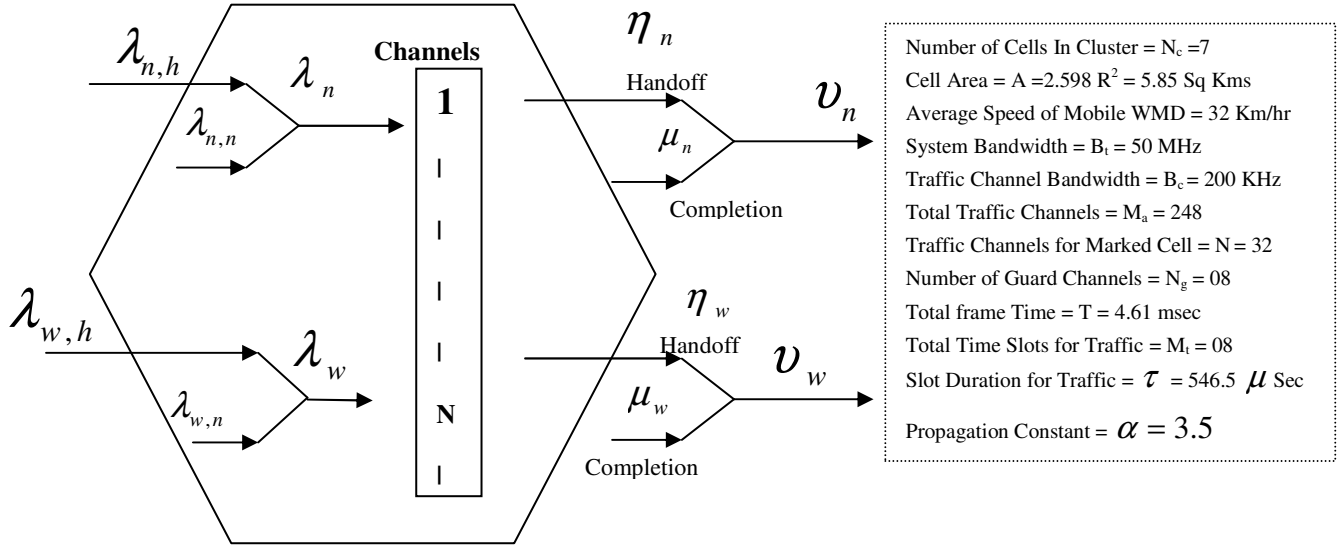 λn,h
λn,n
λn
Channels
1
N
λw,h
λw,n
λw
ηn
Handoff
μn
Completion
υn
ηw
Handoff
μw
Completion
υw
Number of Cells In Cluster = Nc =7
Cell Area = A =2.598 R² = 5.85 Sq Kms
Average Speed of Mobile WMD = 32 Km/hr
System Bandwidth = Bt = 50 MHz
Traffic Channel Bandwidth = Bc = 200 KHz
Total Traffic Channels = Ma = 248
Traffic Channels for Marked Cell = N = 32
Number of Guard Channels = Ng = 08
Total frame Time = T = 4.61 msec
Total Time Slots for Traffic = Mt = 08
Slot Duration for Traffic = τ = 546.5 μ Sec
Propagation Constant = α = 3.5